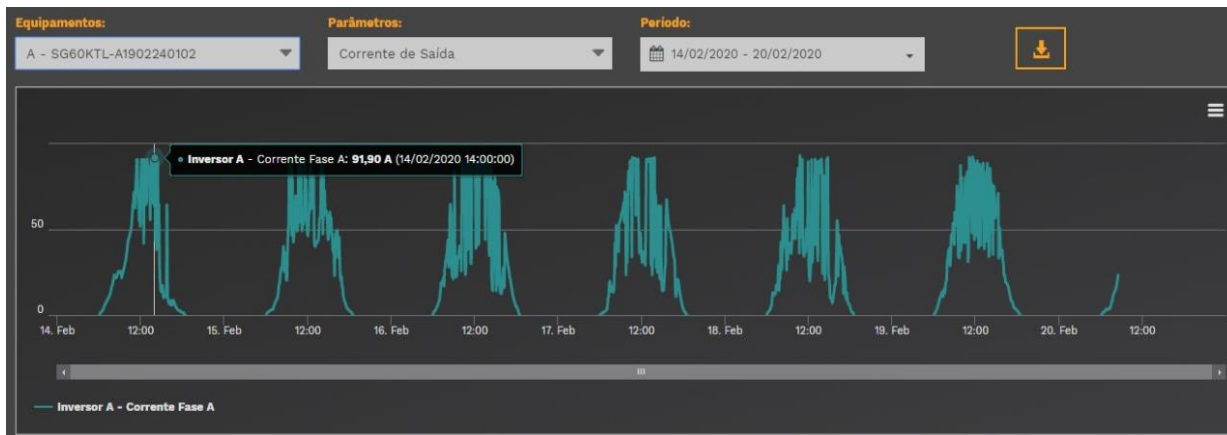 Equipamentos: Parâmetros: Período:
A - SG60KTL-A1902240102 Corrente de Saída 14/02/2020 - 20/02/2020
Inversor A - Corrente Fase A: 91,90 A (14/02/2020 14:00:00)
50
0
14. Feb 12:00 15. Feb 12:00 16. Feb 12:00 17. Feb 12:00 18. Feb 12:00 19. Feb 12:00 20. Feb 12:00
Inversor A - Corrente Fase A